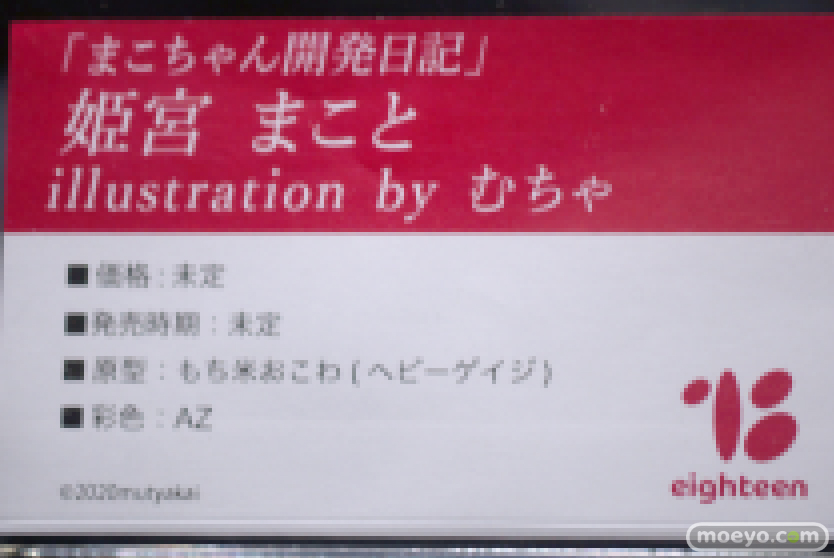 「まこちゃん開発日記」
姫宮 まこと
illustration by むちゃ
■価格:未定
■発売時期:未定
■原型:もち米おこわ(ヘビーゲイジ)
■彩色:AZ
©2020mutyakai
eighteen
moeyo.com